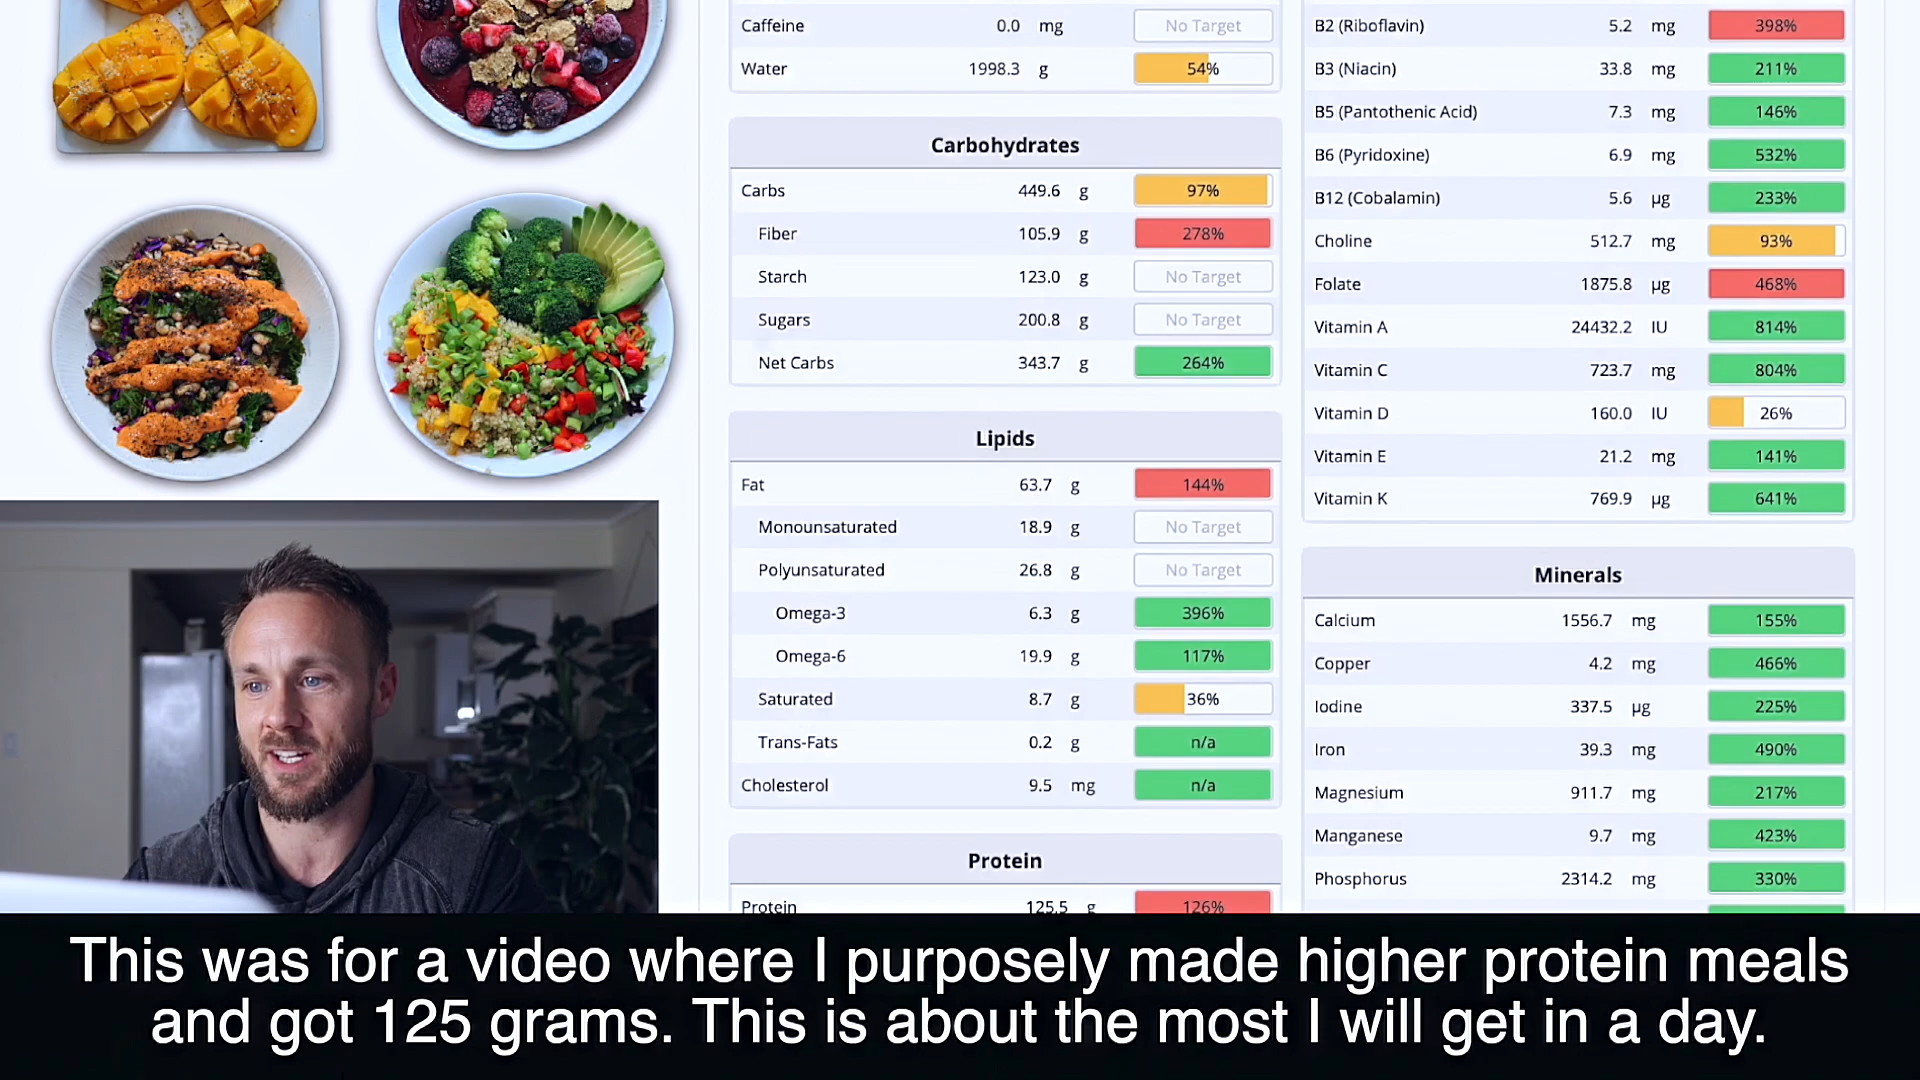 Caffeine 0.0 mg No Target
Water 1998.3 g 54%
Carbohydrates
Carbs 449.6 g 97%
Fiber 105.9 g 278%
Starch 123.0 g No Target
Sugars 200.8 g No Target
Net Carbs 343.7 g 264%
Lipids
Fat 63.7 g 144%
Monounsaturated 18.9 g No Target
Polyunsaturated 26.8 g No Target
Omega-3 6.3 g 396%
Omega-6 19.9 g 117%
Saturated 8.7 g 36%
Trans-Fats 0.2 g n/a
Cholesterol 9.5 mg n/a
Protein
Protein 125.5 g 126%
B2 (Riboflavin) 5.2 mg 398%
B3 (Niacin) 33.8 mg 211%
B5 (Pantothenic Acid) 7.3 mg 146%
B6 (Pyridoxine) 6.9 mg 532%
B12 (Cobalamin) 5.6 µg 233%
Choline 512.7 mg 93%
Folate 1875.8 µg 468%
Vitamin A 24432.2 IU 814%
Vitamin C 723.7 mg 804%
Vitamin D 160.0 IU 26%
Vitamin E 21.2 mg 141%
Vitamin K 769.9 µg 641%
Minerals
Calcium 1556.7 mg 155%
Copper 4.2 mg 466%
Iodine 337.5 µg 225%
Iron 39.3 mg 490%
Magnesium 911.7 mg 217%
Manganese 9.7 mg 423%
Phosphorus 2314.2 mg 330%
This was for a video where I purposely made higher protein meals
and got 125 grams. This is about the most I will get in a day.